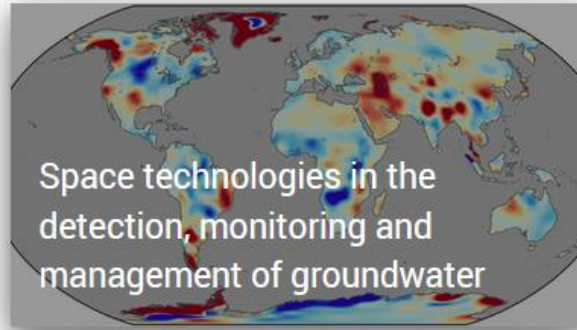 Space technologies in the
detection, monitoring and
management of groundwater